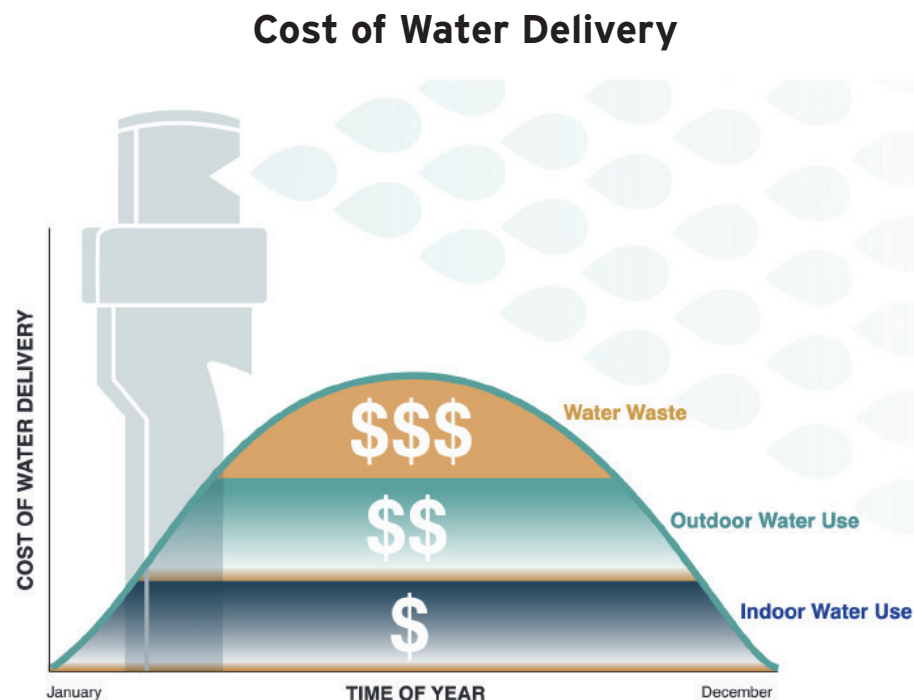 Cost of Water Delivery
COST OF WATER DELIVERY
$$$
Water Waste
$$
Outdoor Water Use
$
Indoor Water Use
January
TIME OF YEAR
December